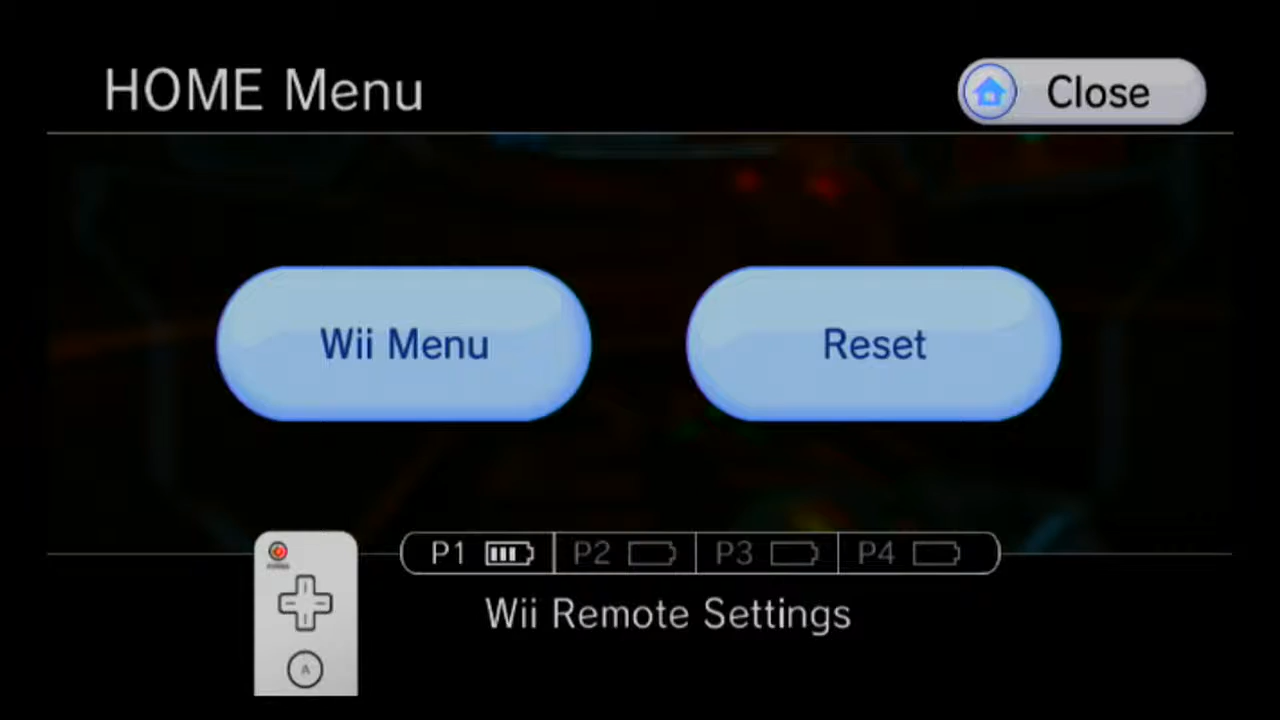 HOME Menu
Close
Wii Menu
Reset
P1 P2 P3 P4
Wii Remote Settings
A